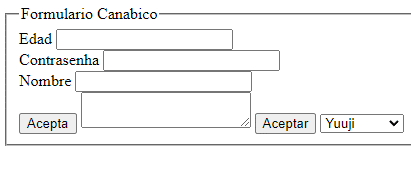 Formulario Canabico
Edad
Contrasenha
Nombre
Acepta Aceptar Yuuji